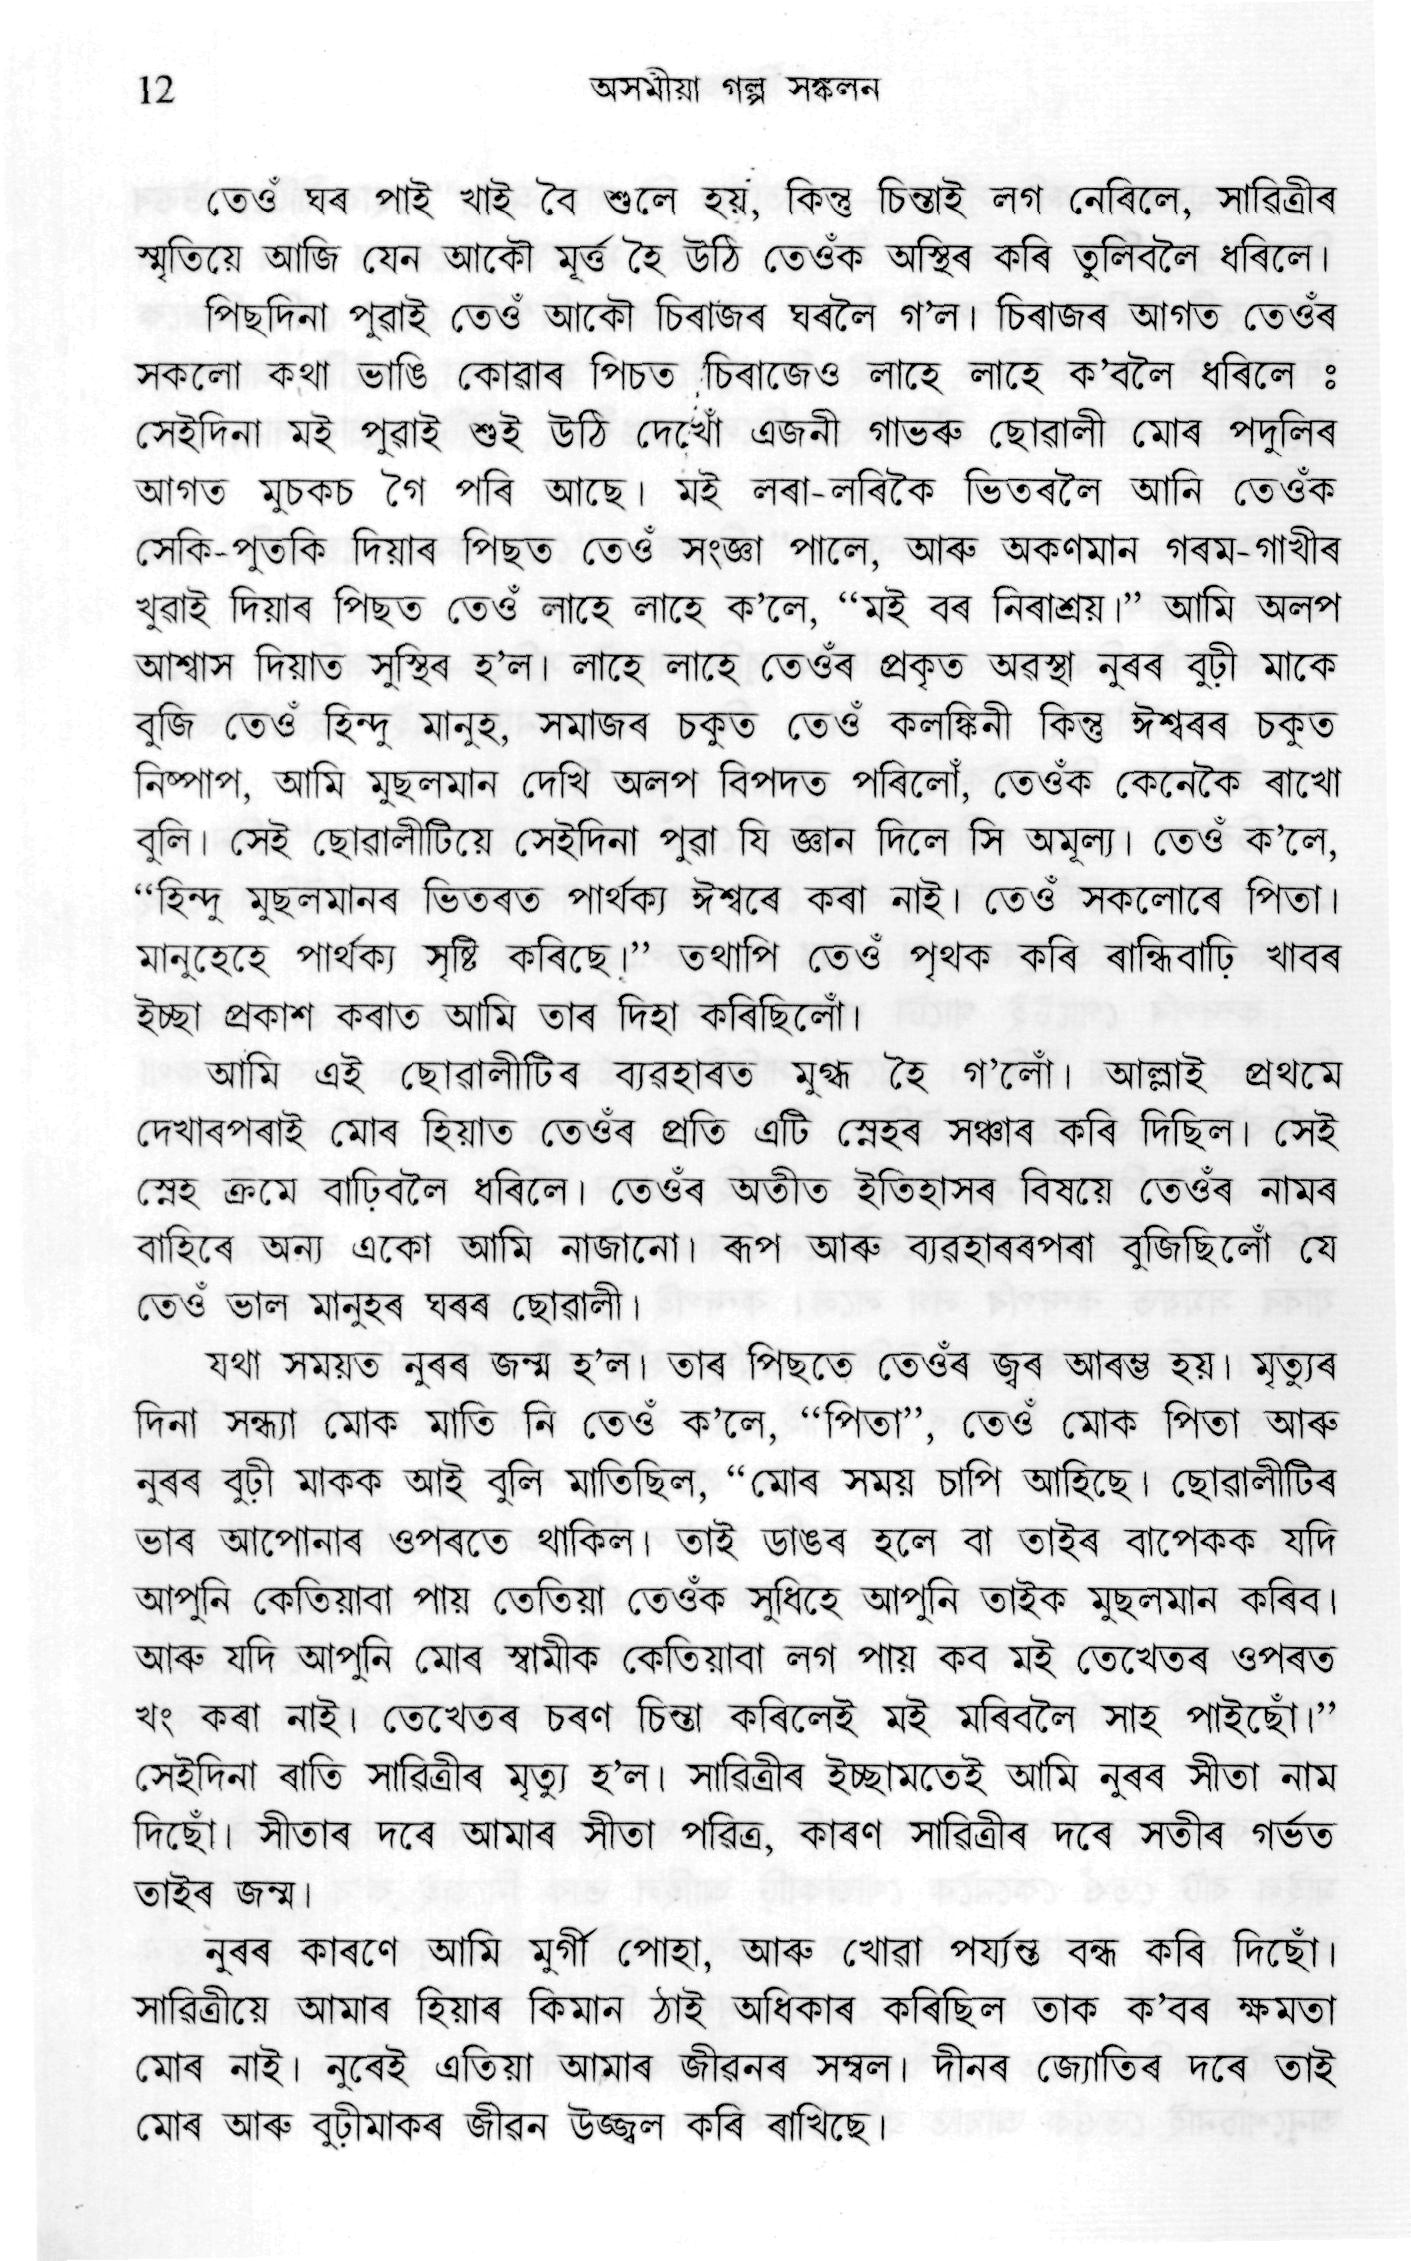 12 অসমীয়া গল্প সঙ্কলন
তেওঁ ঘৰ পাই খাই বৈ শুলে হয়, কিন্তু চিন্তাই লগ নেৰিলে, সাৱিত্ৰীৰ
স্মৃতিয়ে আজি যেন আকৌ মূৰ্ত্ত হৈ উঠি তেওঁক অস্থিৰ কৰি তুলিবলৈ ধৰিলে।
পিছদিনা পুৱাই তেওঁ আকৌ চিৰাজৰ ঘৰলৈ গ’ল। চিৰাজৰ আগত তেওঁৰ
সকলো কথা ভাঙি কোৱাৰ পিচত চিৰাজেও লাহে লাহে ক’বলৈ ধৰিলে ঃ
সেইদিনা মই পুৱাই শুই উঠি দেখোঁ এজনী গাভৰু ছোৱালী মোৰ পদুলিৰ
আগত মুচকচ গৈ পৰি আছে। মই লৰা-লৰিকৈ ভিতৰলৈ আনি তেওঁক
সেকি-পুতকি দিয়াৰ পিছত তেওঁ সংজ্ঞা পালে, আৰু অকণমান গৰম-গাখীৰ
খুৱাই দিয়াৰ পিছত তেওঁ লাহে লাহে ক’লে, “মই বৰ নিৰাশ্ৰয়।” আমি অলপ
আশ্বাস দিয়াত সুস্থিৰ হ’ল। লাহে লাহে তেওঁৰ প্ৰকৃত অৱস্থা নুৰৰ বুঢ়ী মাকে
বুজি তেওঁ হিন্দু মানুহ, সমাজৰ চকুত তেওঁ কলঙ্কিনী কিন্তু ঈশ্বৰৰ চকুত
নিষ্পাপ, আমি মুছলমান দেখি অলপ বিপদত পৰিলোঁ, তেওঁক কেনেকৈ ৰাখো
বুলি। সেই ছোৱালীটিয়ে সেইদিনা পুৱা যি জ্ঞান দিলে সি অমূল্য। তেওঁ ক’লে,
“হিন্দু মুছলমানৰ ভিতৰত পাৰ্থক্য ঈশ্বৰে কৰা নাই। তেওঁ সকলোৰে পিতা।
মানুহেহে পাৰ্থক্য সৃষ্টি কৰিছে।” তথাপি তেওঁ পৃথক কৰি ৰান্ধিবাঢ়ি খাবৰ
ইচ্ছা প্ৰকাশ কৰাত আমি তাৰ দিহা কৰিছিলোঁ।
আমি এই ছোৱালীটিৰ ব্যৱহাৰত মুগ্ধ হৈ গ’লোঁ। আল্লাই প্ৰথমে
দেখাৰপৰাই মোৰ হিয়াত তেওঁৰ প্ৰতি এটি স্নেহৰ সঞ্চাৰ কৰি দিছিল। সেই
স্নেহ ক্ৰমে বাঢ়িবলৈ ধৰিলে। তেওঁৰ অতীত ইতিহাসৰ বিষয়ে তেওঁৰ নামৰ
বাহিৰে অন্য একো আমি নাজানো। ৰূপ আৰু ব্যৱহাৰৰপৰা বুজিছিলোঁ যে
তেওঁ ভাল মানুহৰ ঘৰৰ ছোৱালী।
যথা সময়ত নুৰৰ জন্ম হ’ল। তাৰ পিছতে তেওঁৰ জ্বৰ আৰম্ভ হয়। মৃত্যুৰ
দিনা সন্ধ্যা মোক মাতি নি তেওঁ ক’লে, “পিতা”, তেওঁ মোক পিতা আৰু
নুৰৰ বুঢ়ী মাকক আই বুলি মাতিছিল, “মোৰ সময় চাপি আহিছে। ছোৱালীটিৰ
ভাৰ আপোনাৰ ওপৰতে থাকিল। তাই ডাঙৰ হলে বা তাইৰ বাপেকক যদি
আপুনি কেতিয়াবা পায় তেতিয়া তেওঁক সুধিহে আপুনি তাইক মুছলমান কৰিব।
আৰু যদি আপুনি মোৰ স্বামীক কেতিয়াবা লগ পায় কব মই তেখেতৰ ওপৰত
খং কৰা নাই। তেখেতৰ চৰণ চিন্তা কৰিলেই মই মৰিবলৈ সাহ পাইছোঁ।”
সেইদিনা ৰাতি সাৱিত্ৰীৰ মৃত্যু হ’ল। সাৱিত্ৰীৰ ইচ্ছামতেই আমি নুৰৰ সীতা নাম
দিছোঁ। সীতাৰ দৰে আমাৰ সীতা পৱিত্ৰ, কাৰণ সাৱিত্ৰীৰ দৰে সতীৰ গৰ্ভত
তাইৰ জন্ম।
নুৰৰ কাৰণে আমি মুৰ্গী পোহা, আৰু খোৱা পৰ্য্যন্ত বন্ধ কৰি দিছোঁ।
সাৱিত্ৰীয়ে আমাৰ হিয়াৰ কিমান ঠাই অধিকাৰ কৰিছিল তাক ক’বৰ ক্ষমতা
মোৰ নাই। নুৰেই এতিয়া আমাৰ জীৱনৰ সম্বল। দীনৰ জ্যোতিৰ দৰে তাই
মোৰ আৰু বুঢ়ীমাকৰ জীৱন উজ্জ্বল কৰি ৰাখিছে।